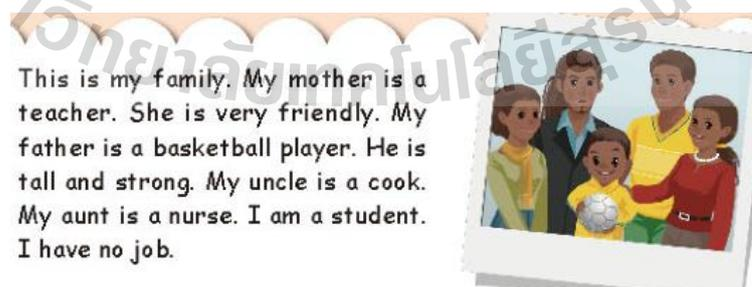 This is my family. My mother is a
teacher. She is very friendly. My
father is a basketball player. He is
tall and strong. My uncle is a cook.
My aunt is a nurse. I am a student.
I have no job.